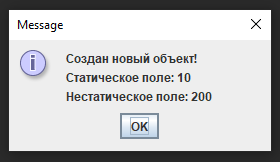 Message
Создан новый объект!
Статическое поле: 10
Нестатическое поле: 200
OK